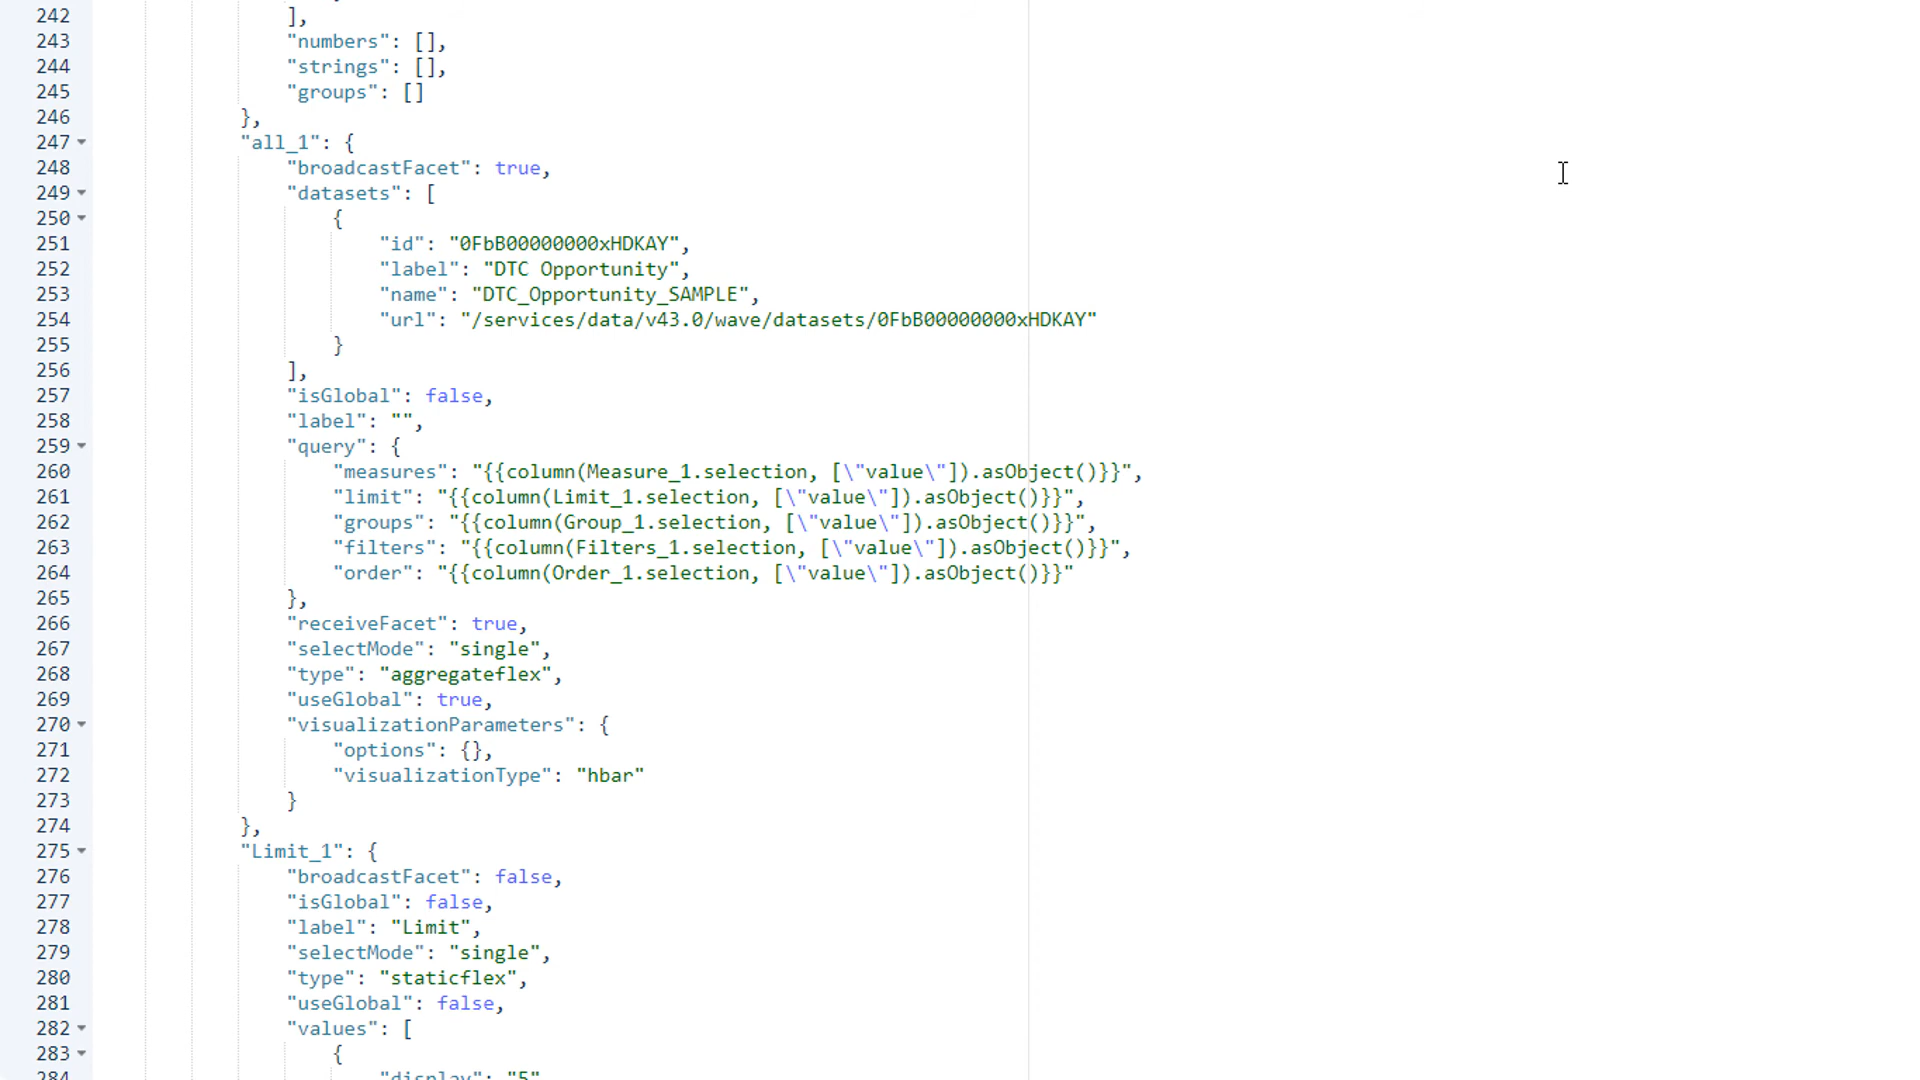 242 ],
243 "numbers": [],
244 "strings": [],
245 "groups": []
246 },
247 "all_1": {
248 "broadcastFacet": true,
249 "datasets": [
250 {
251 "id": "0FbB00000000xHDKAY",
252 "label": "DTC Opportunity",
253 "name": "DTC_Opportunity_SAMPLE",
254 "url": "/services/data/v43.0/wave/datasets/0FbB00000000xHDKAY"
255 }
256 ],
257 "isGlobal": false,
258 "label": "",
259 "query": {
260 "measures": "{{column(Measure_1.selection, [\"value\"]).asObject()}}",
261 "limit": "{{column(Limit_1.selection, [\"value\"]).asObject()}}",
262 "groups": "{{column(Group_1.selection, [\"value\"]).asObject()}}",
263 "filters": "{{column(Filters_1.selection, [\"value\"]).asObject()}}",
264 "order": "{{column(Order_1.selection, [\"value\"]).asObject()}}"
265 },
266 "receiveFacet": true,
267 "selectMode": "single",
268 "type": "aggregateflex",
269 "useGlobal": true,
270 "visualizationParameters": {
271 "options": {},
272 "visualizationType": "hbar"
273 }
274 },
275 "Limit_1": {
276 "broadcastFacet": false,
277 "isGlobal": false,
278 "label": "Limit",
279 "selectMode": "single",
280 "type": "staticflex",
281 "useGlobal": false,
282 "values": [
283 {
284 "display": "5"